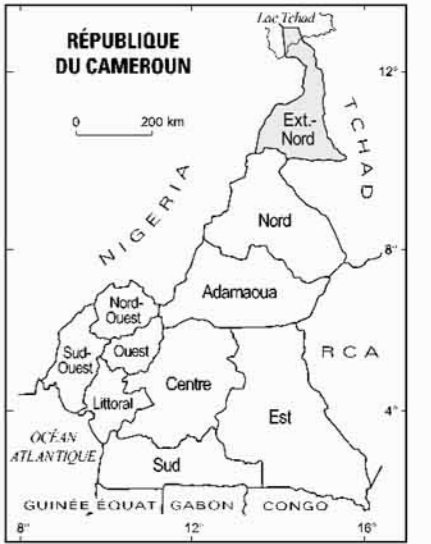 RÉPUBLIQUE
DU CAMEROUN
Lac Tchad
12°
0 200 km
Ext.-
Nord
TCHAD
NIGERIA
Nord
8°
Adamaoua
Nord-
Ouest
Sud-
Ouest
Ouest
RCA
Centre
Littoral
Est
4°
OCÉAN
ATLANTIQUE
Sud
GUINÉE ÉQUAT
GABON
CONGO
8° 12° 16°